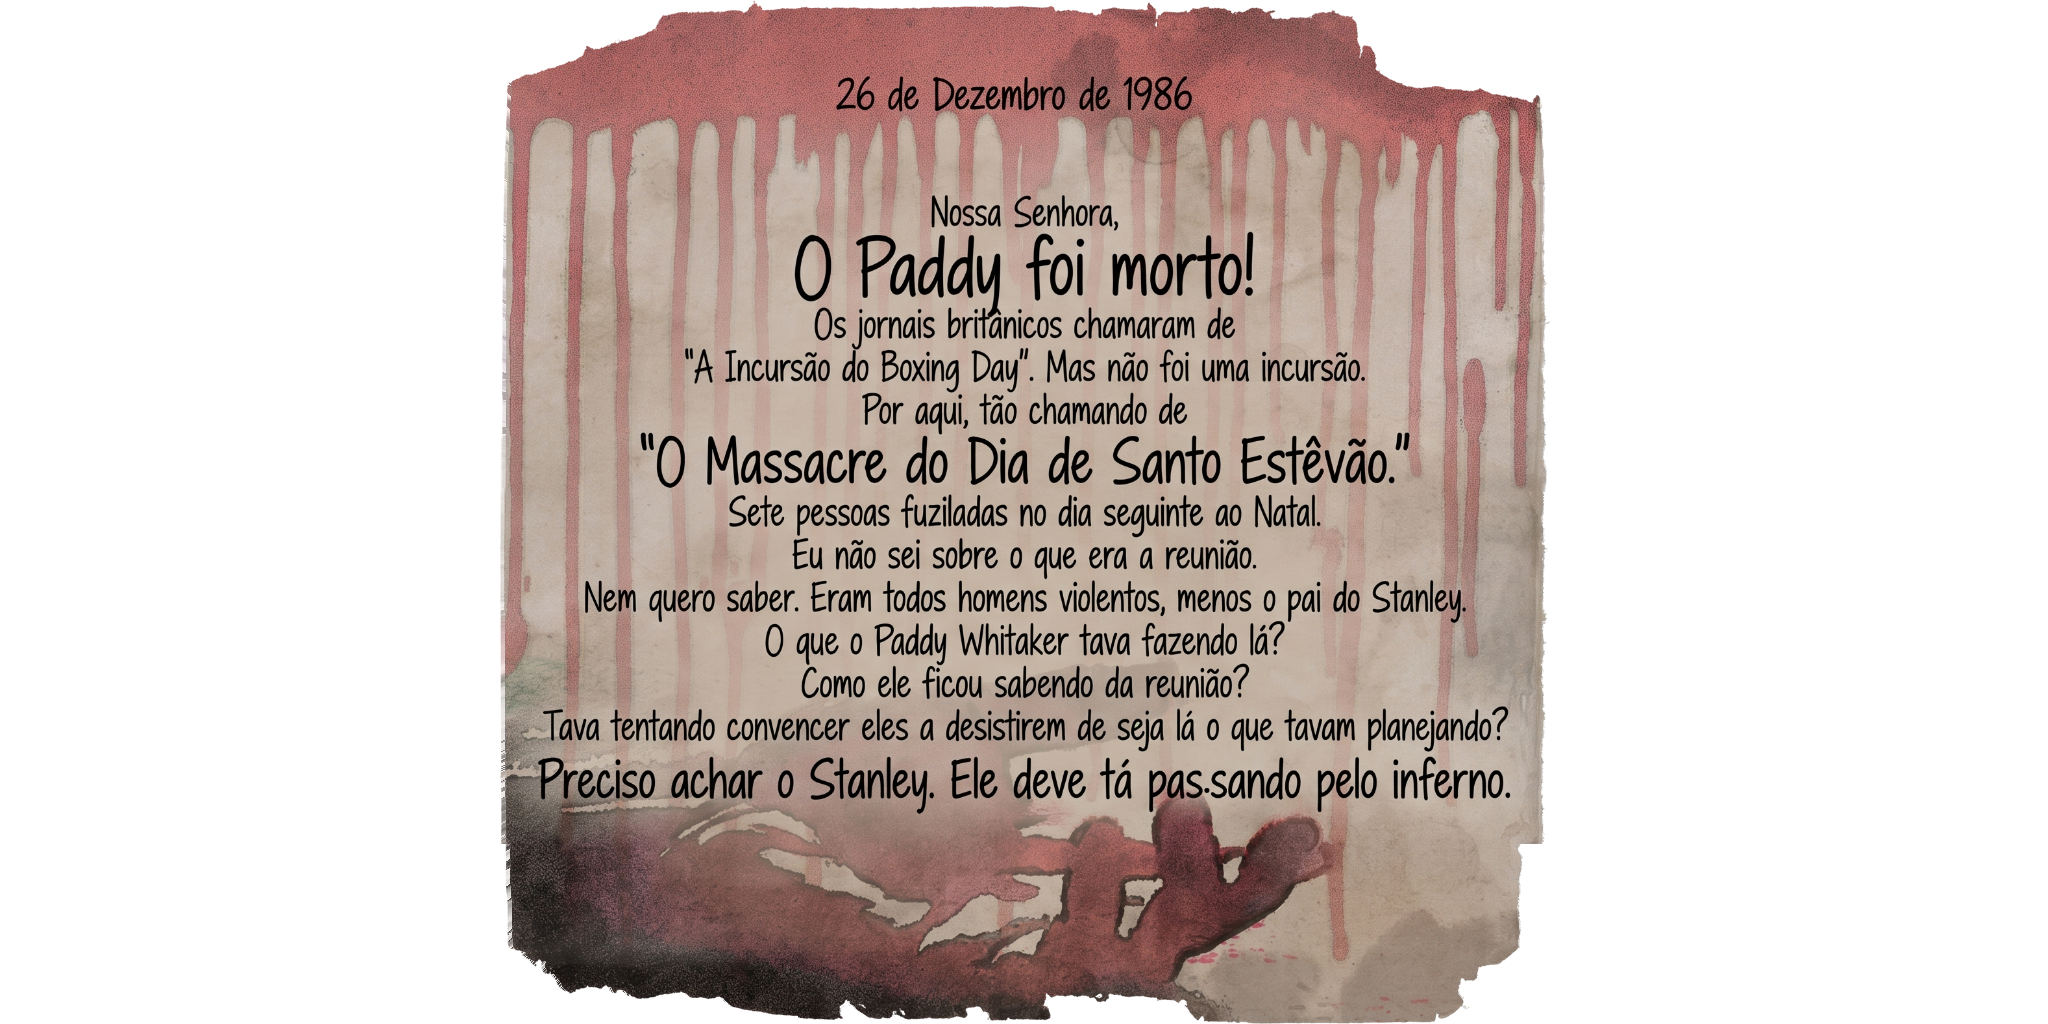 26 de Dezembro de 1986
Nossa Senhora,
O Paddy foi morto!
Os jornais britânicos chamaram de
"A Incursão do Boxing Day". Mas não foi uma incursão.
Por aqui, tão chamando de
"O Massacre do Dia de Santo Estêvão."
Sete pessoas fuziladas no dia seguinte ao Natal.
Eu não sei sobre o que era a reunião.
Nem quero saber. Eram todos homens violentos, menos o pai do Stanley.
O que o Paddy Whitaker tava fazendo lá?
Como ele ficou sabendo da reunião?
Tava tentando convencer eles a desistirem de seja lá o que tavam planejando?
Preciso achar o Stanley. Ele deve tá pas.sando pelo inferno.